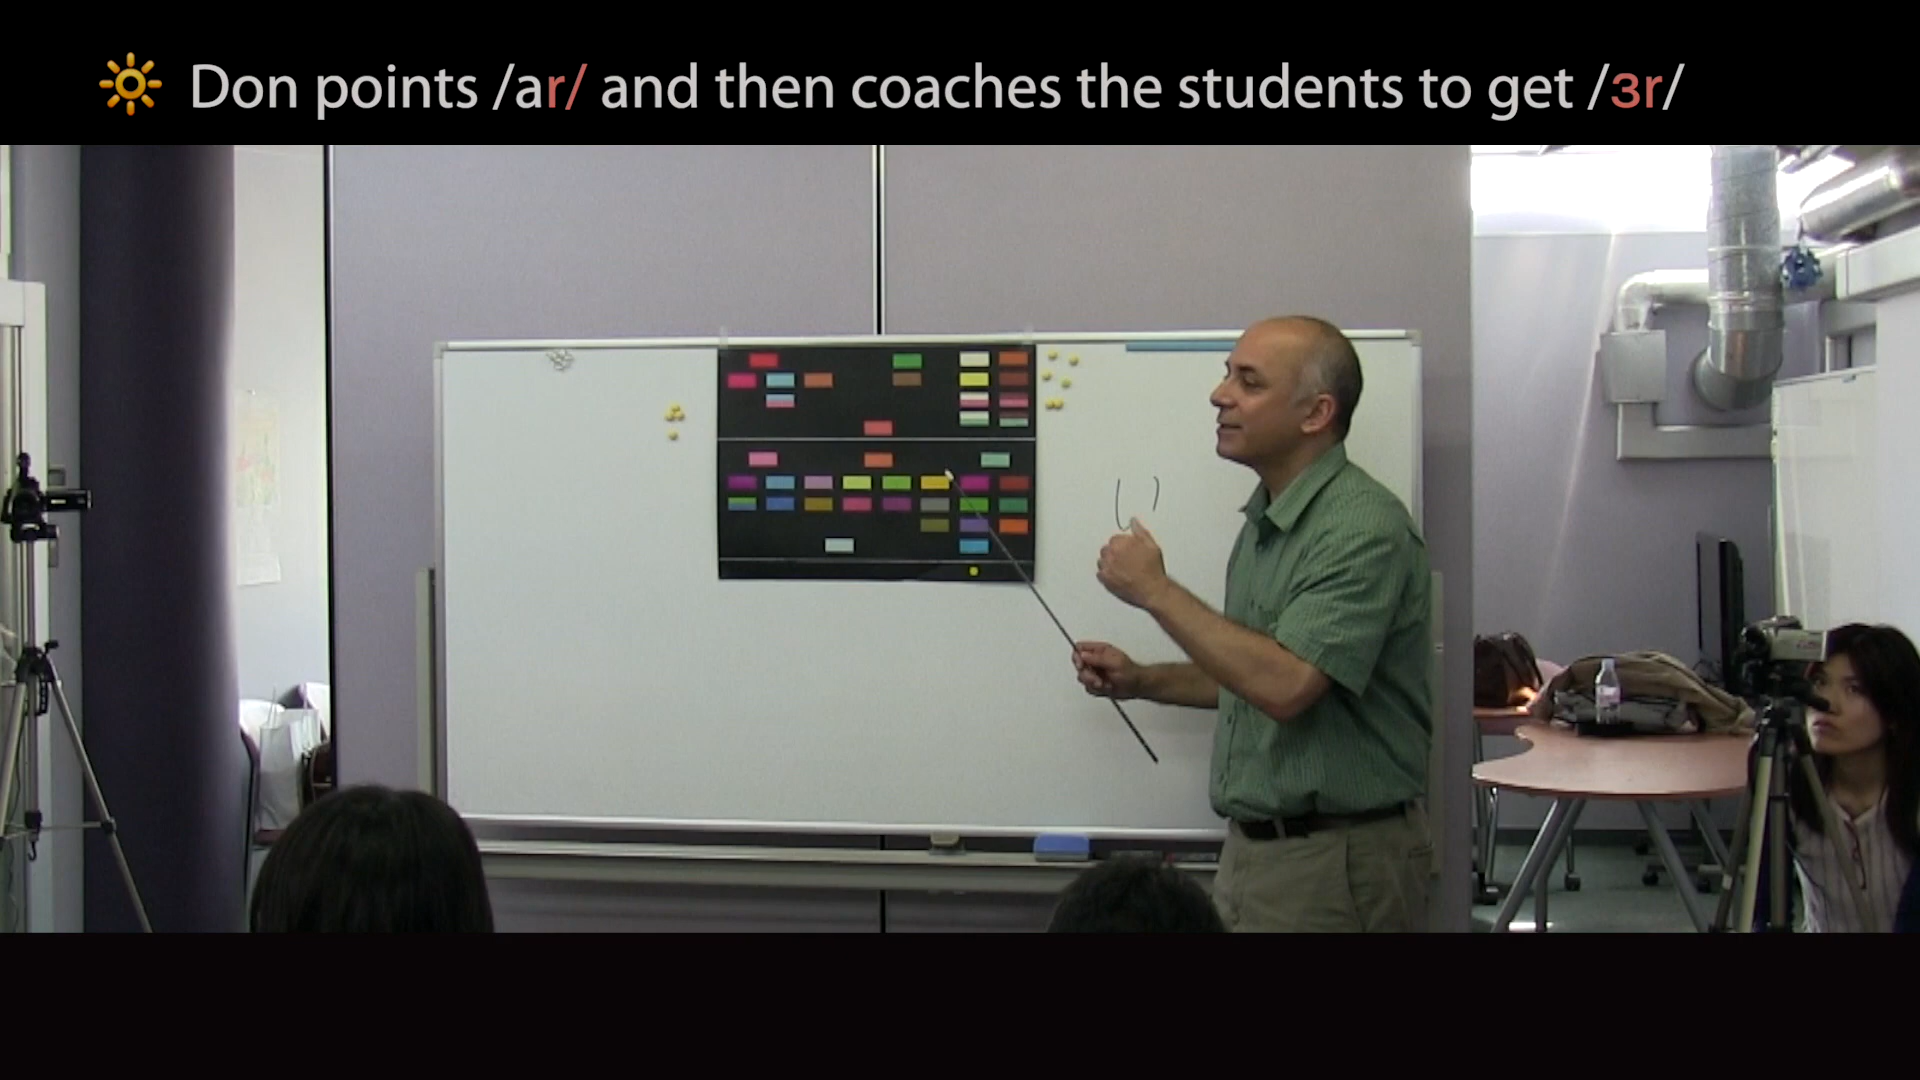 Don points /ar/ and then coaches the students to get /ɜr/